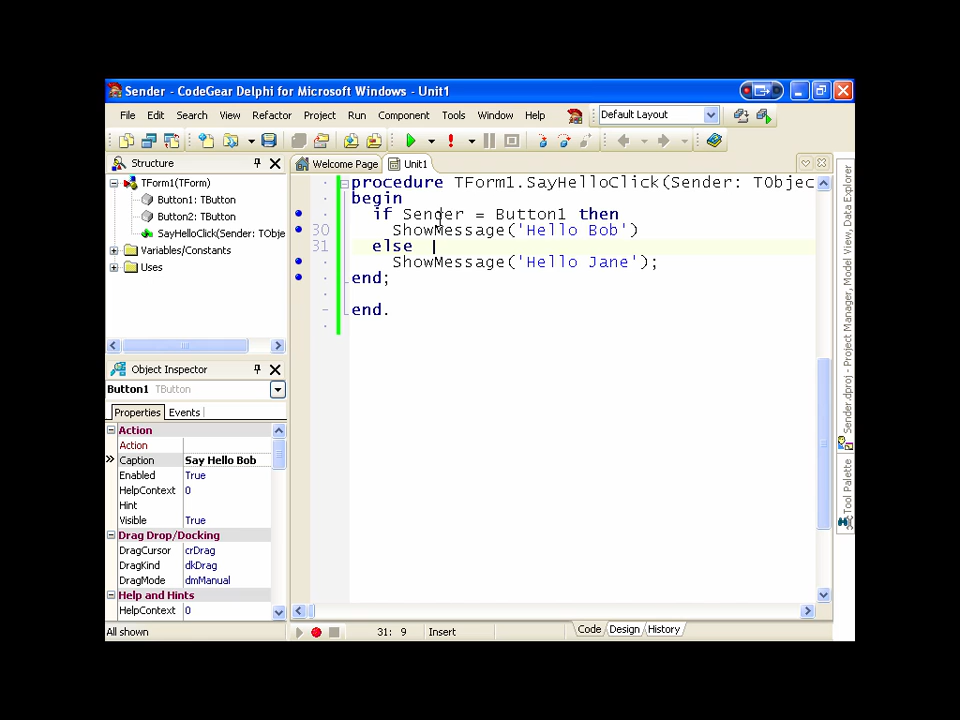 Sender - CodeGear Delphi for Microsoft Windows - Unit1
File Edit Search View Refactor Project Run Component Tools Window Help Default Layout
Structure
TForm1(TForm)
Button1: TButton
Button2: TButton
SayHelloClick(Sender: TObje
Variables/Constants
Uses
Object Inspector
Button1 TButton
Properties Events
Action
Action
Caption Say Hello Bob
Enabled True
HelpContext 0
Hint
Visible True
Drag Drop/Docking
DragCursor crDrag
DragKind dkDrag
DragMode dmManual
Help and Hints
HelpContext 0
All shown
Welcome Page Unit1
procedure TForm1.SayHelloClick(Sender: TObjec
begin
if Sender = Button1 then
30 ShowMessage('Hello Bob')
31 else
ShowMessage('Hello Jane');
end;
end.
31: 9 Insert Code Design History
Sender.dproj - Project Manager, Model View, Data Explorer
Tool Palette